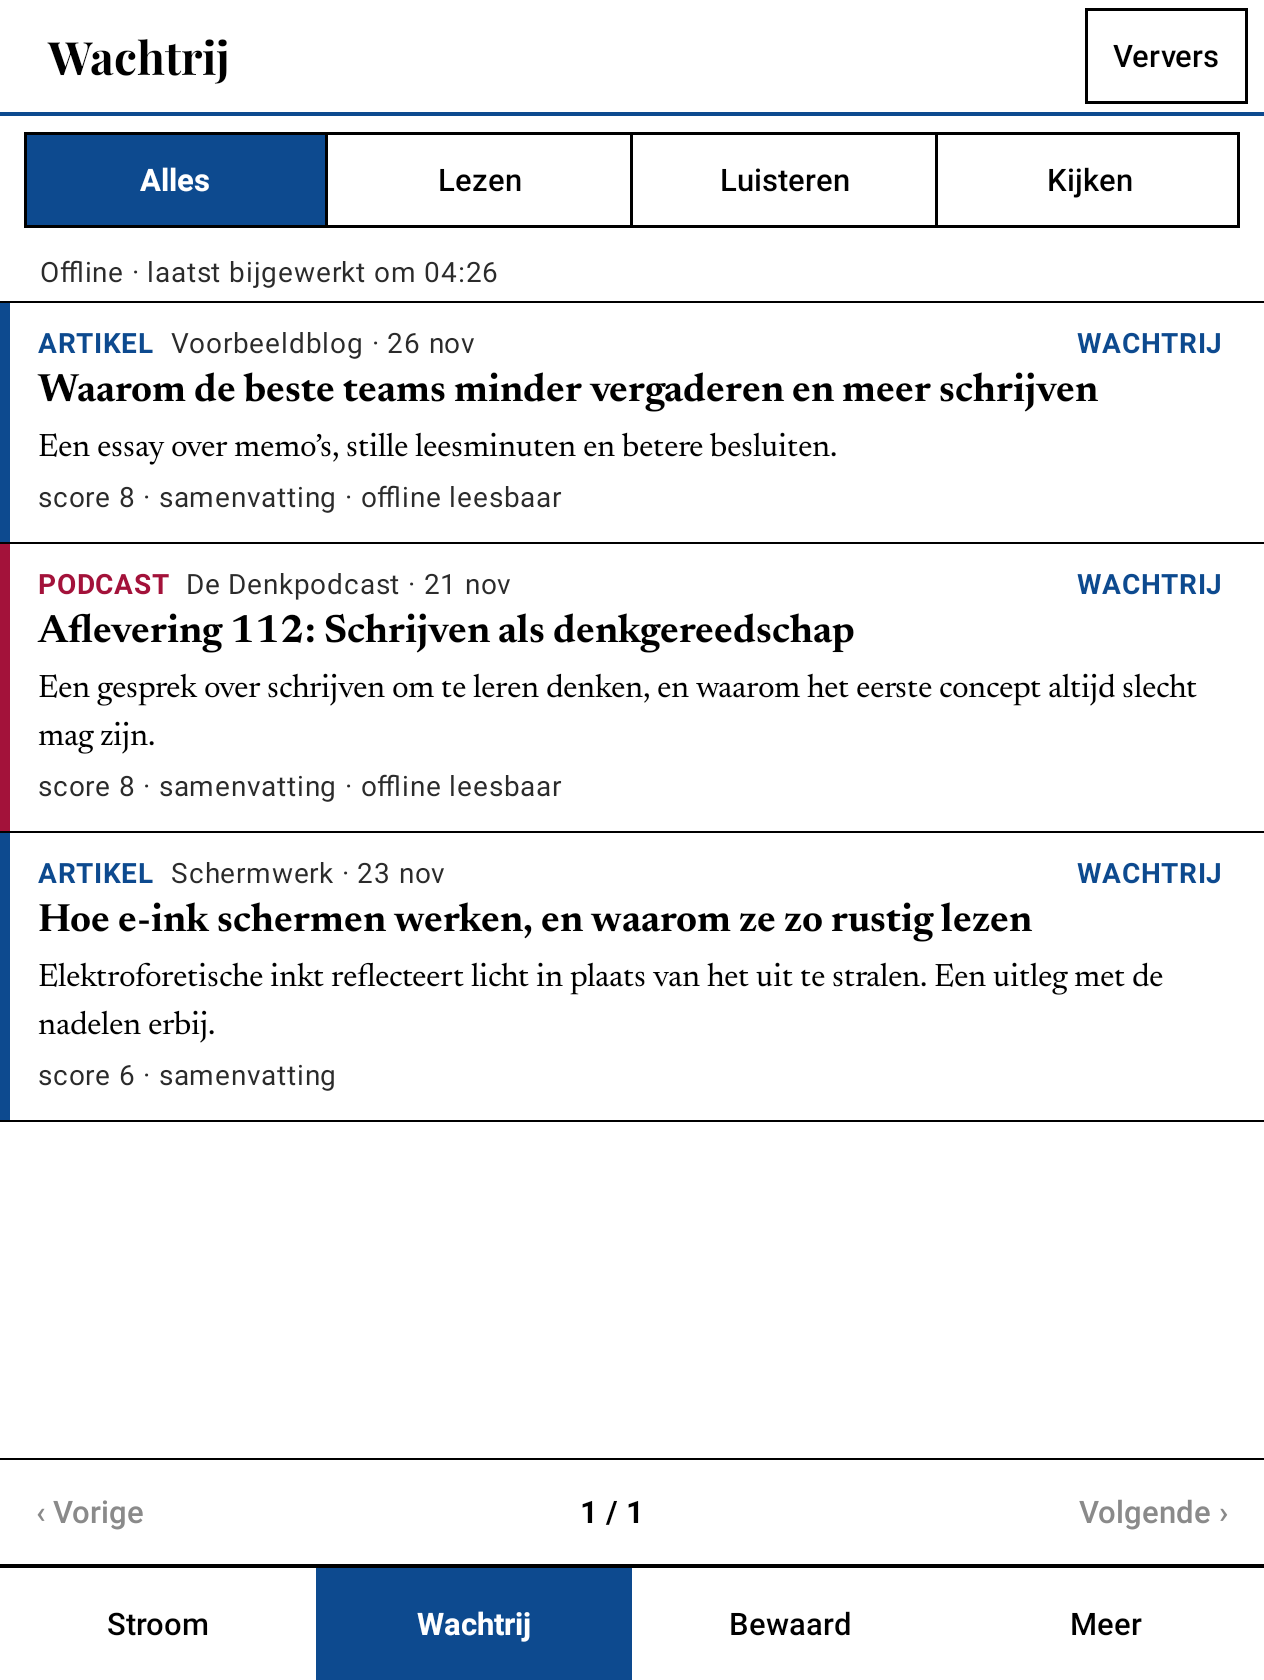 Wachtrij
Ververs
Alles
Lezen
Luisteren
Kijken
Offline · laatst bijgewerkt om 04:26
ARTIKEL Voorbeeldblog · 26 nov
WACHTRIJ
Waarom de beste teams minder vergaderen en meer schrijven
Een essay over memo’s, stille leesminuten en betere besluiten.
score 8 · samenvatting · offline leesbaar
PODCAST De Denkpodcast · 21 nov
WACHTRIJ
Aflevering 112: Schrijven als denkgereedschap
Een gesprek over schrijven om te leren denken, en waarom het eerste concept altijd slecht
mag zijn.
score 8 · samenvatting · offline leesbaar
ARTIKEL Schermwerk · 23 nov
WACHTRIJ
Hoe e-ink schermen werken, en waarom ze zo rustig lezen
Elektroforetische inkt reflecteert licht in plaats van het uit te stralen. Een uitleg met de
nadelen erbij.
score 6 · samenvatting
‹ Vorige
1 / 1
Volgende ›
Stroom
Wachtrij
Bewaard
Meer